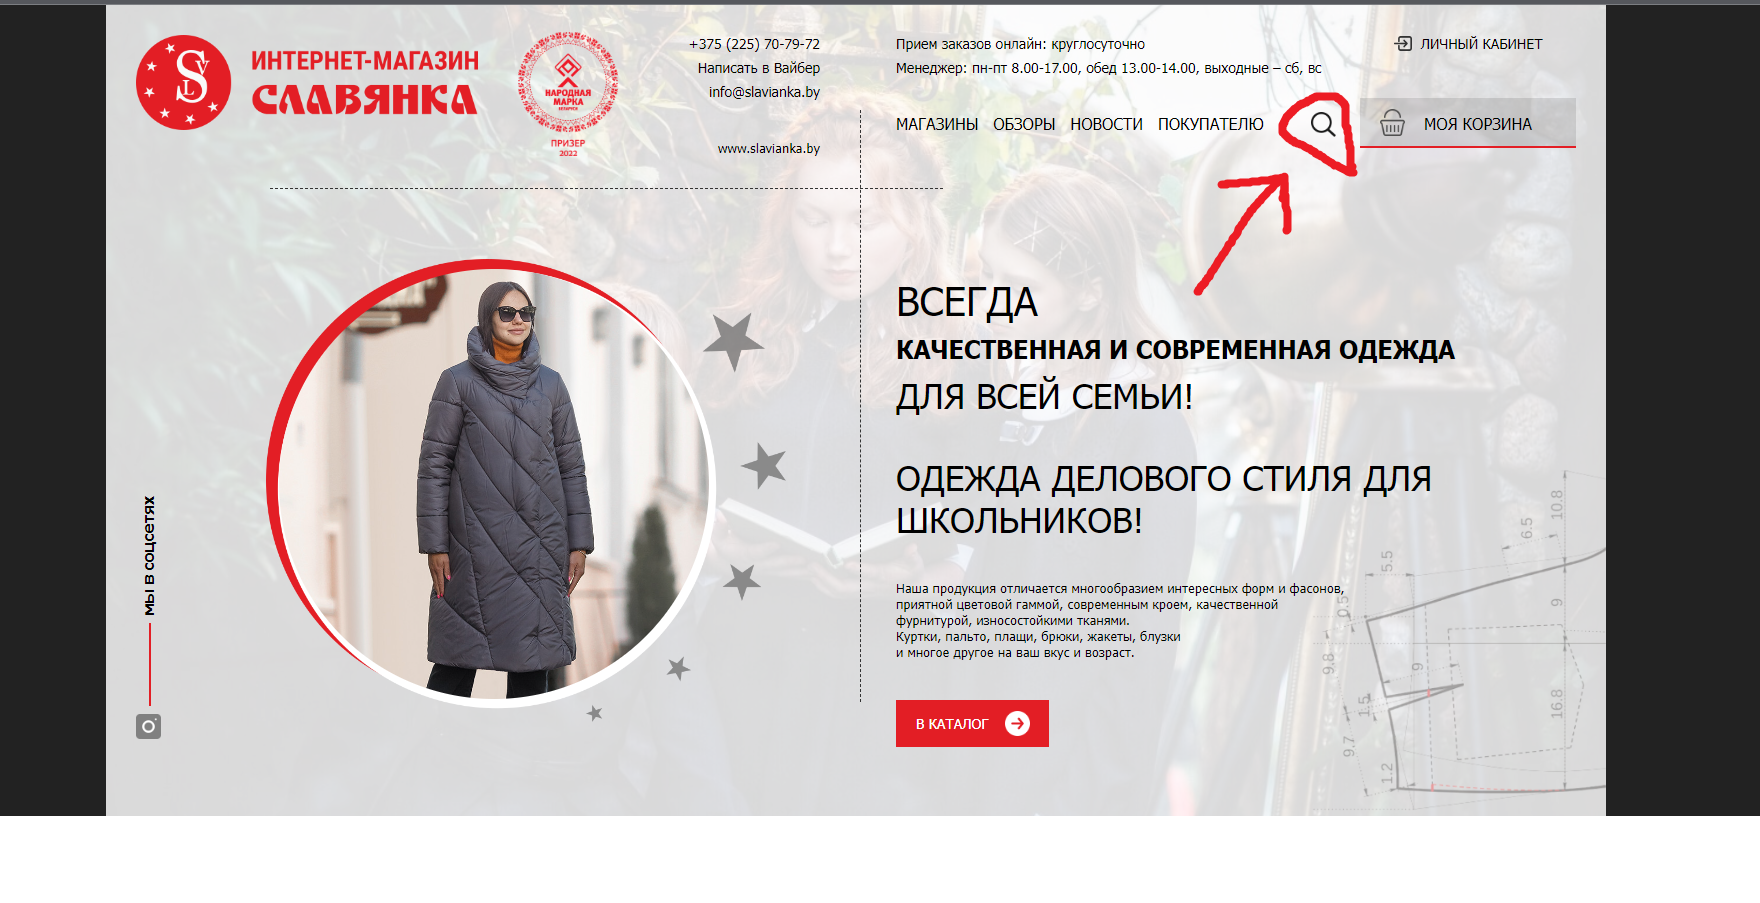 ИНТЕРНЕТ-МАГАЗИН
СЛАВЯНКА
SVL
НАРОДНАЯ
МАРКА
БЕЛАРУСИ
ПРИЗЕР
2022
+375 (225) 70-79-72
Написать в Вайбер
info@slavianka.by
www.slavianka.by
Прием заказов онлайн: круглосуточно
Менеджер: пн-пт 8.00-17.00, обед 13.00-14.00, выходные – сб, вс
ЛИЧНЫЙ КАБИНЕТ
МАГАЗИНЫ ОБЗОРЫ НОВОСТИ ПОКУПАТЕЛЮ
МОЯ КОРЗИНА
ВСЕГДА
КАЧЕСТВЕННАЯ И СОВРЕМЕННАЯ ОДЕЖДА
ДЛЯ ВСЕЙ СЕМЬИ!
ОДЕЖДА ДЕЛОВОГО СТИЛЯ ДЛЯ
ШКОЛЬНИКОВ!
Наша продукция отличается многообразием интересных форм и фасонов,
приятной цветовой гаммой, современным кроем, качественной
фурнитурой, износостойкими тканями.
Куртки, пальто, плащи, брюки, жакеты, блузки
и многое другое на ваш вкус и возраст.
В КАТАЛОГ
мы в соцсетях
10.8
6.5
5.5
0.5
9
9.8
9
1.5
16.8
9.7
1.2